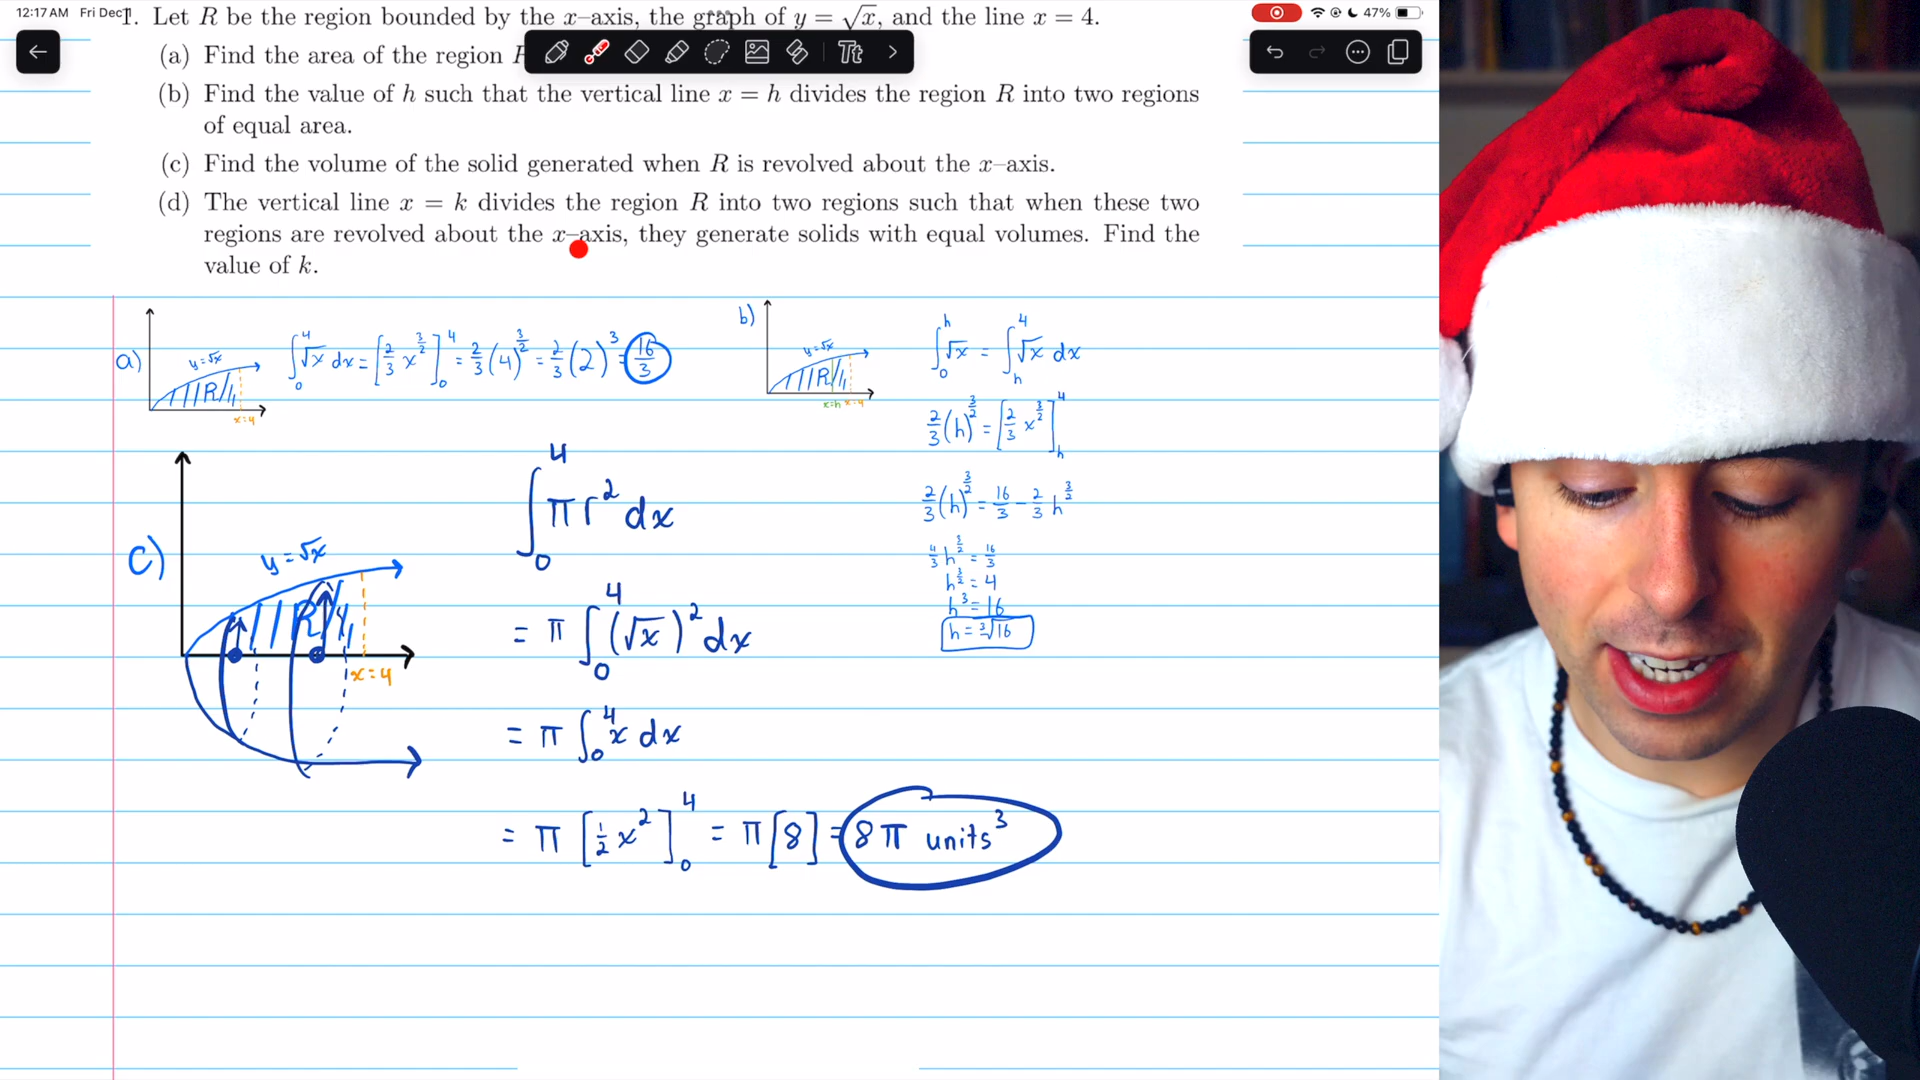 12:17 AM Fri Dec 1. Let R be the region bounded by the x–axis, the graph of y = √x, and the line x = 4. 47%
(a) Find the area of the region
(b) Find the value of h such that the vertical line x = h divides the region R into two regions
of equal area.
(c) Find the volume of the solid generated when R is revolved about the x–axis.
(d) The vertical line x = k divides the region R into two regions such that when these two
regions are revolved about the x–axis, they generate solids with equal volumes. Find the
value of k.
a) y = √x R x = 4
∫₀⁴ √x dx = [2/3 x^(3/2)]₀⁴ = 2/3 (4)^(3/2) = 2/3 (2)³ = 16/3
b) y = √x R x = h x = 4
∫₀ʰ √x = ∫ₕ⁴ √x dx
2/3 (h)^(3/2) = [2/3 x^(3/2)]ₕ⁴
2/3 (h)^(3/2) = 16/3 - 2/3 h^(3/2)
4/3 h^(3/2) = 16/3
h^(3/2) = 4
h³ = 16
h = ³√16
c) y = √x R x = 4
∫₀⁴ π r² dx
= π ∫₀⁴ (√x)² dx
= π ∫₀⁴ x dx
= π [1/2 x²]₀⁴ = π [8] = 8π units³